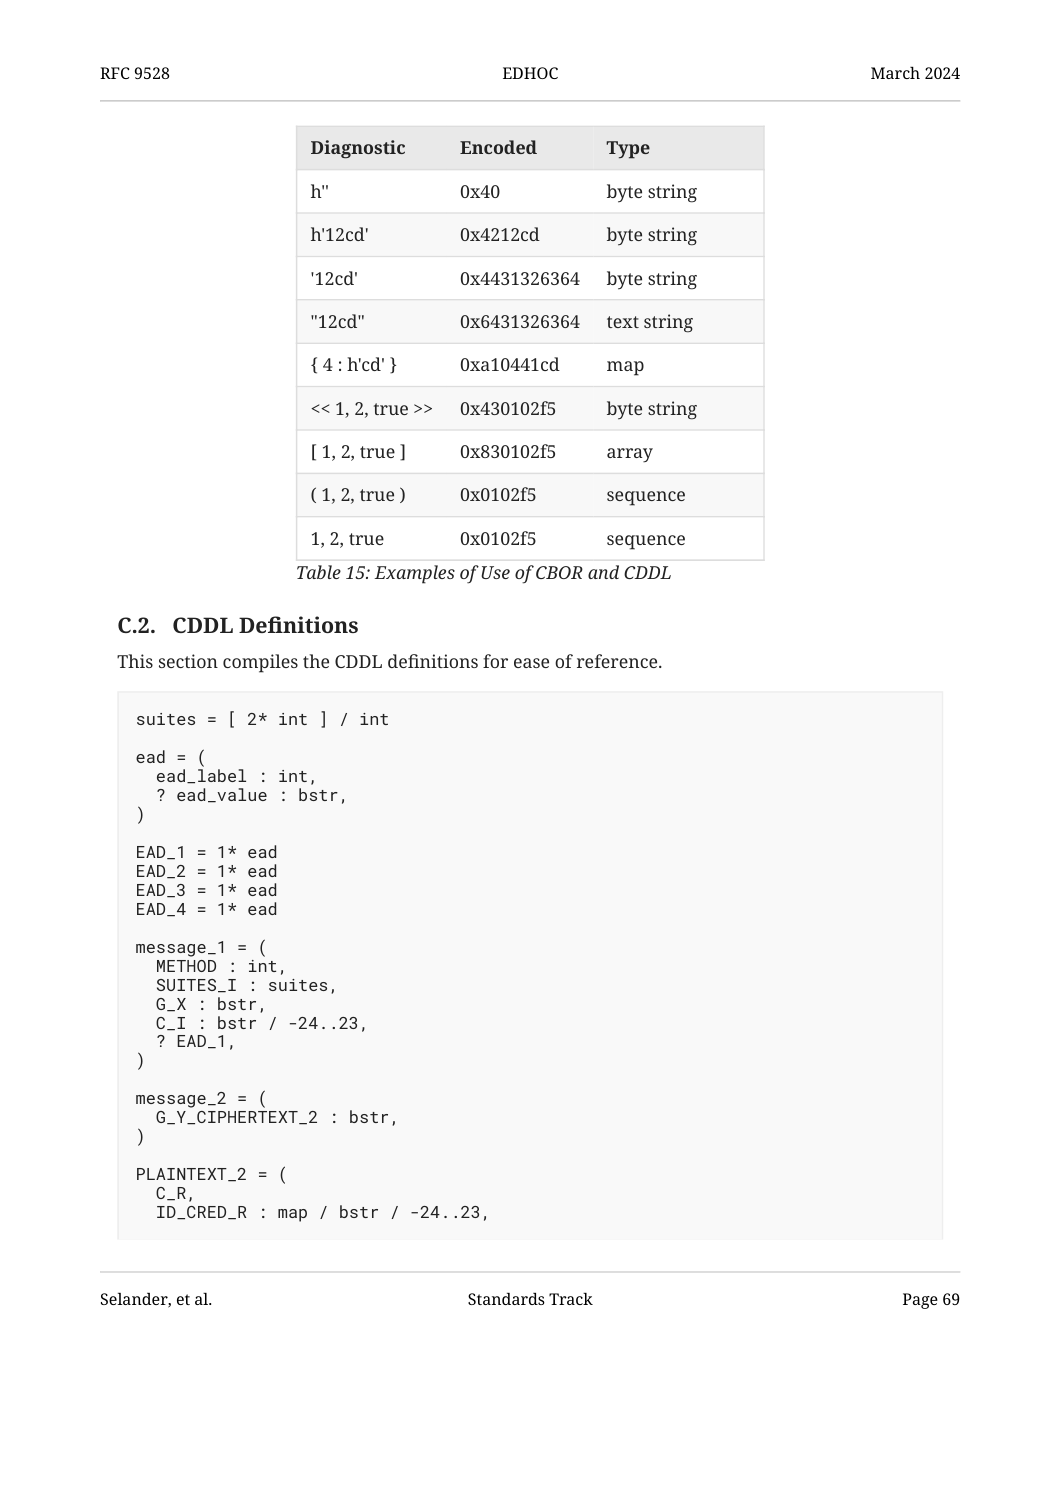 RFC 9528 EDHOC March 2024
Diagnostic Encoded Type
h'' 0x40 byte string
h'12cd' 0x4212cd byte string
'12cd' 0x4431326364 byte string
"12cd" 0x6431326364 text string
{ 4 : h'cd' } 0xa10441cd map
<< 1, 2, true >> 0x430102f5 byte string
[ 1, 2, true ] 0x830102f5 array
( 1, 2, true ) 0x0102f5 sequence
1, 2, true 0x0102f5 sequence
Table 15: Examples of Use of CBOR and CDDL
C.2. CDDL Definitions
This section compiles the CDDL definitions for ease of reference.
suites = [ 2* int ] / int
ead = (
  ead_label : int,
  ? ead_value : bstr,
)
EAD_1 = 1* ead
EAD_2 = 1* ead
EAD_3 = 1* ead
EAD_4 = 1* ead
message_1 = (
  METHOD : int,
  SUITES_I : suites,
  G_X : bstr,
  C_I : bstr / -24..23,
  ? EAD_1,
)
message_2 = (
  G_Y_CIPHERTEXT_2 : bstr,
)
PLAINTEXT_2 = (
  C_R,
  ID_CRED_R : map / bstr / -24..23,
Selander, et al. Standards Track Page 69